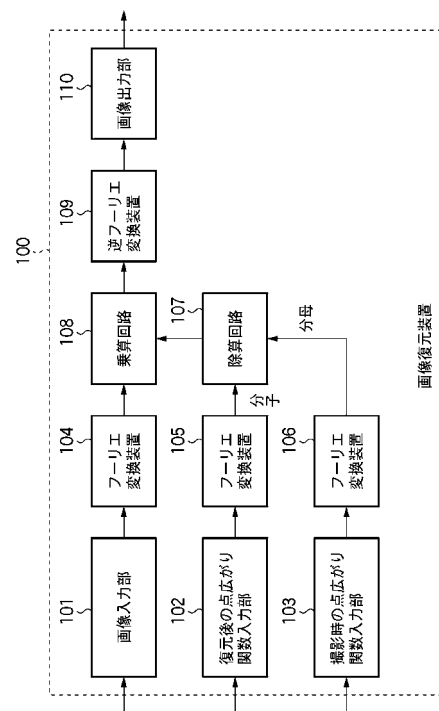 100
101
画像入力部
104
フーリエ
変換装置
108
乗算回路
109
逆フーリエ
変換装置
110
画像出力部
102
復元後の点広がり
関数入力部
105
フーリエ
変換装置
分子
107
除算回路
103
撮影時の点広がり
関数入力部
106
フーリエ
変換装置
分母
画像復元装置